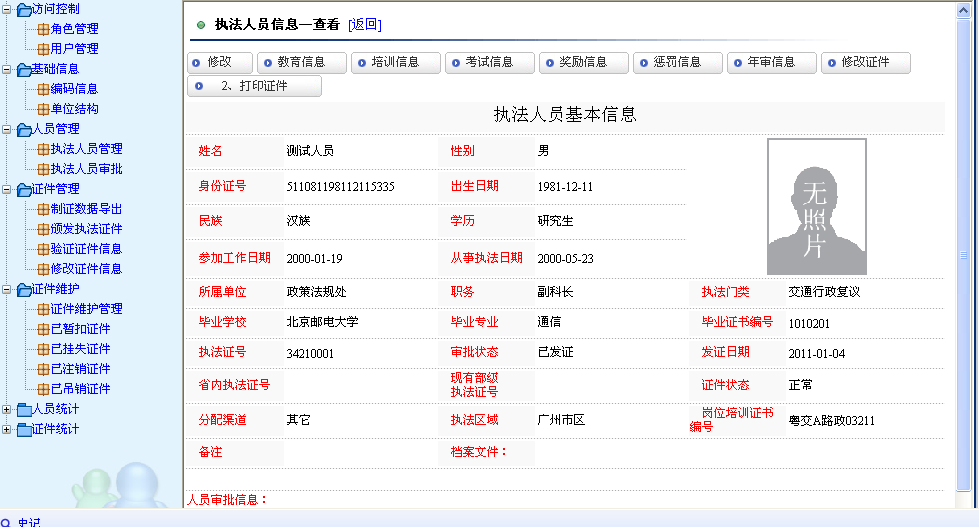 访问控制
角色管理
用户管理
基础信息
编码信息
单位结构
人员管理
执法人员管理
执法人员审批
证件管理
制证数据导出
颁发执法证件
验证证件信息
修改证件信息
证件维护
证件维护管理
已暂扣证件
已挂失证件
已注销证件
已吊销证件
人员统计
证件统计
执法人员信息—查看 [返回]
修改 教育信息 培训信息 考试信息 奖励信息 惩罚信息 年审信息 修改证件
2、打印证件
执法人员基本信息
姓名 测试人员 性别 男
身份证号 511081198112115335 出生日期 1981-12-11
民族 汉族 学历 研究生
参加工作日期 2000-01-19 从事执法日期 2000-05-23
无照片
所属单位 政策法规处 职务 副科长 执法门类 交通行政复议
毕业学校 北京邮电大学 毕业专业 通信 毕业证书编号 1010201
执法证号 34210001 审批状态 已发证 发证日期 2011-01-04
省内执法证号 现有部级执法证号 证件状态 正常
分配渠道 其它 执法区域 广州市区 岗位培训证书编号 粤交A路政03211
备注 档案文件：
人员审批信息：